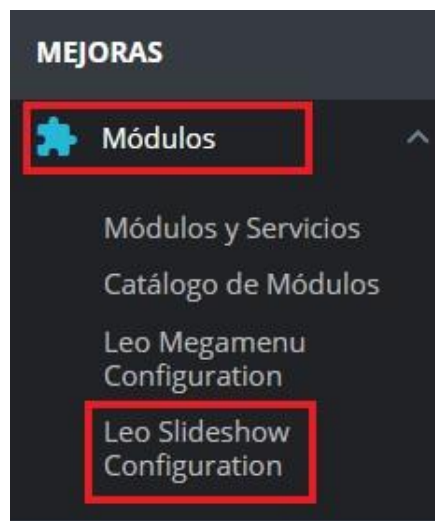 MEJORAS
Módulos
Módulos y Servicios
Catálogo de Módulos
Leo Megamenu
Configuration
Leo Slideshow
Configuration